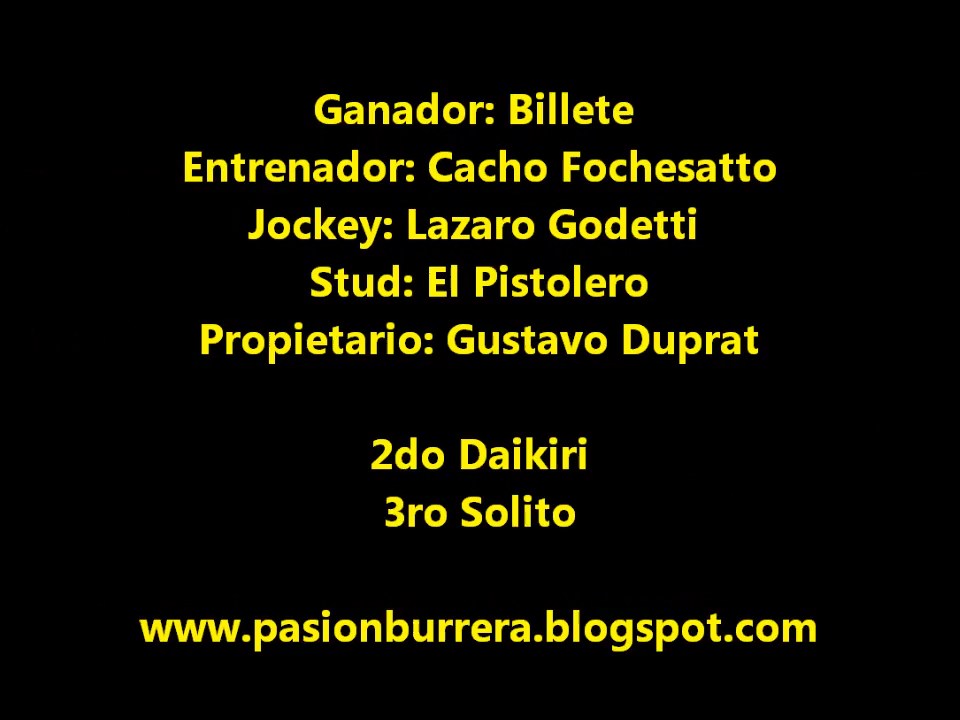 Ganador: Billete
Entrenador: Cacho Fochesatto
Jockey: Lazaro Godetti
Stud: El Pistolero
Propietario: Gustavo Duprat
2do Daikiri
3ro Solito
www.pasionburrera.blogspot.com